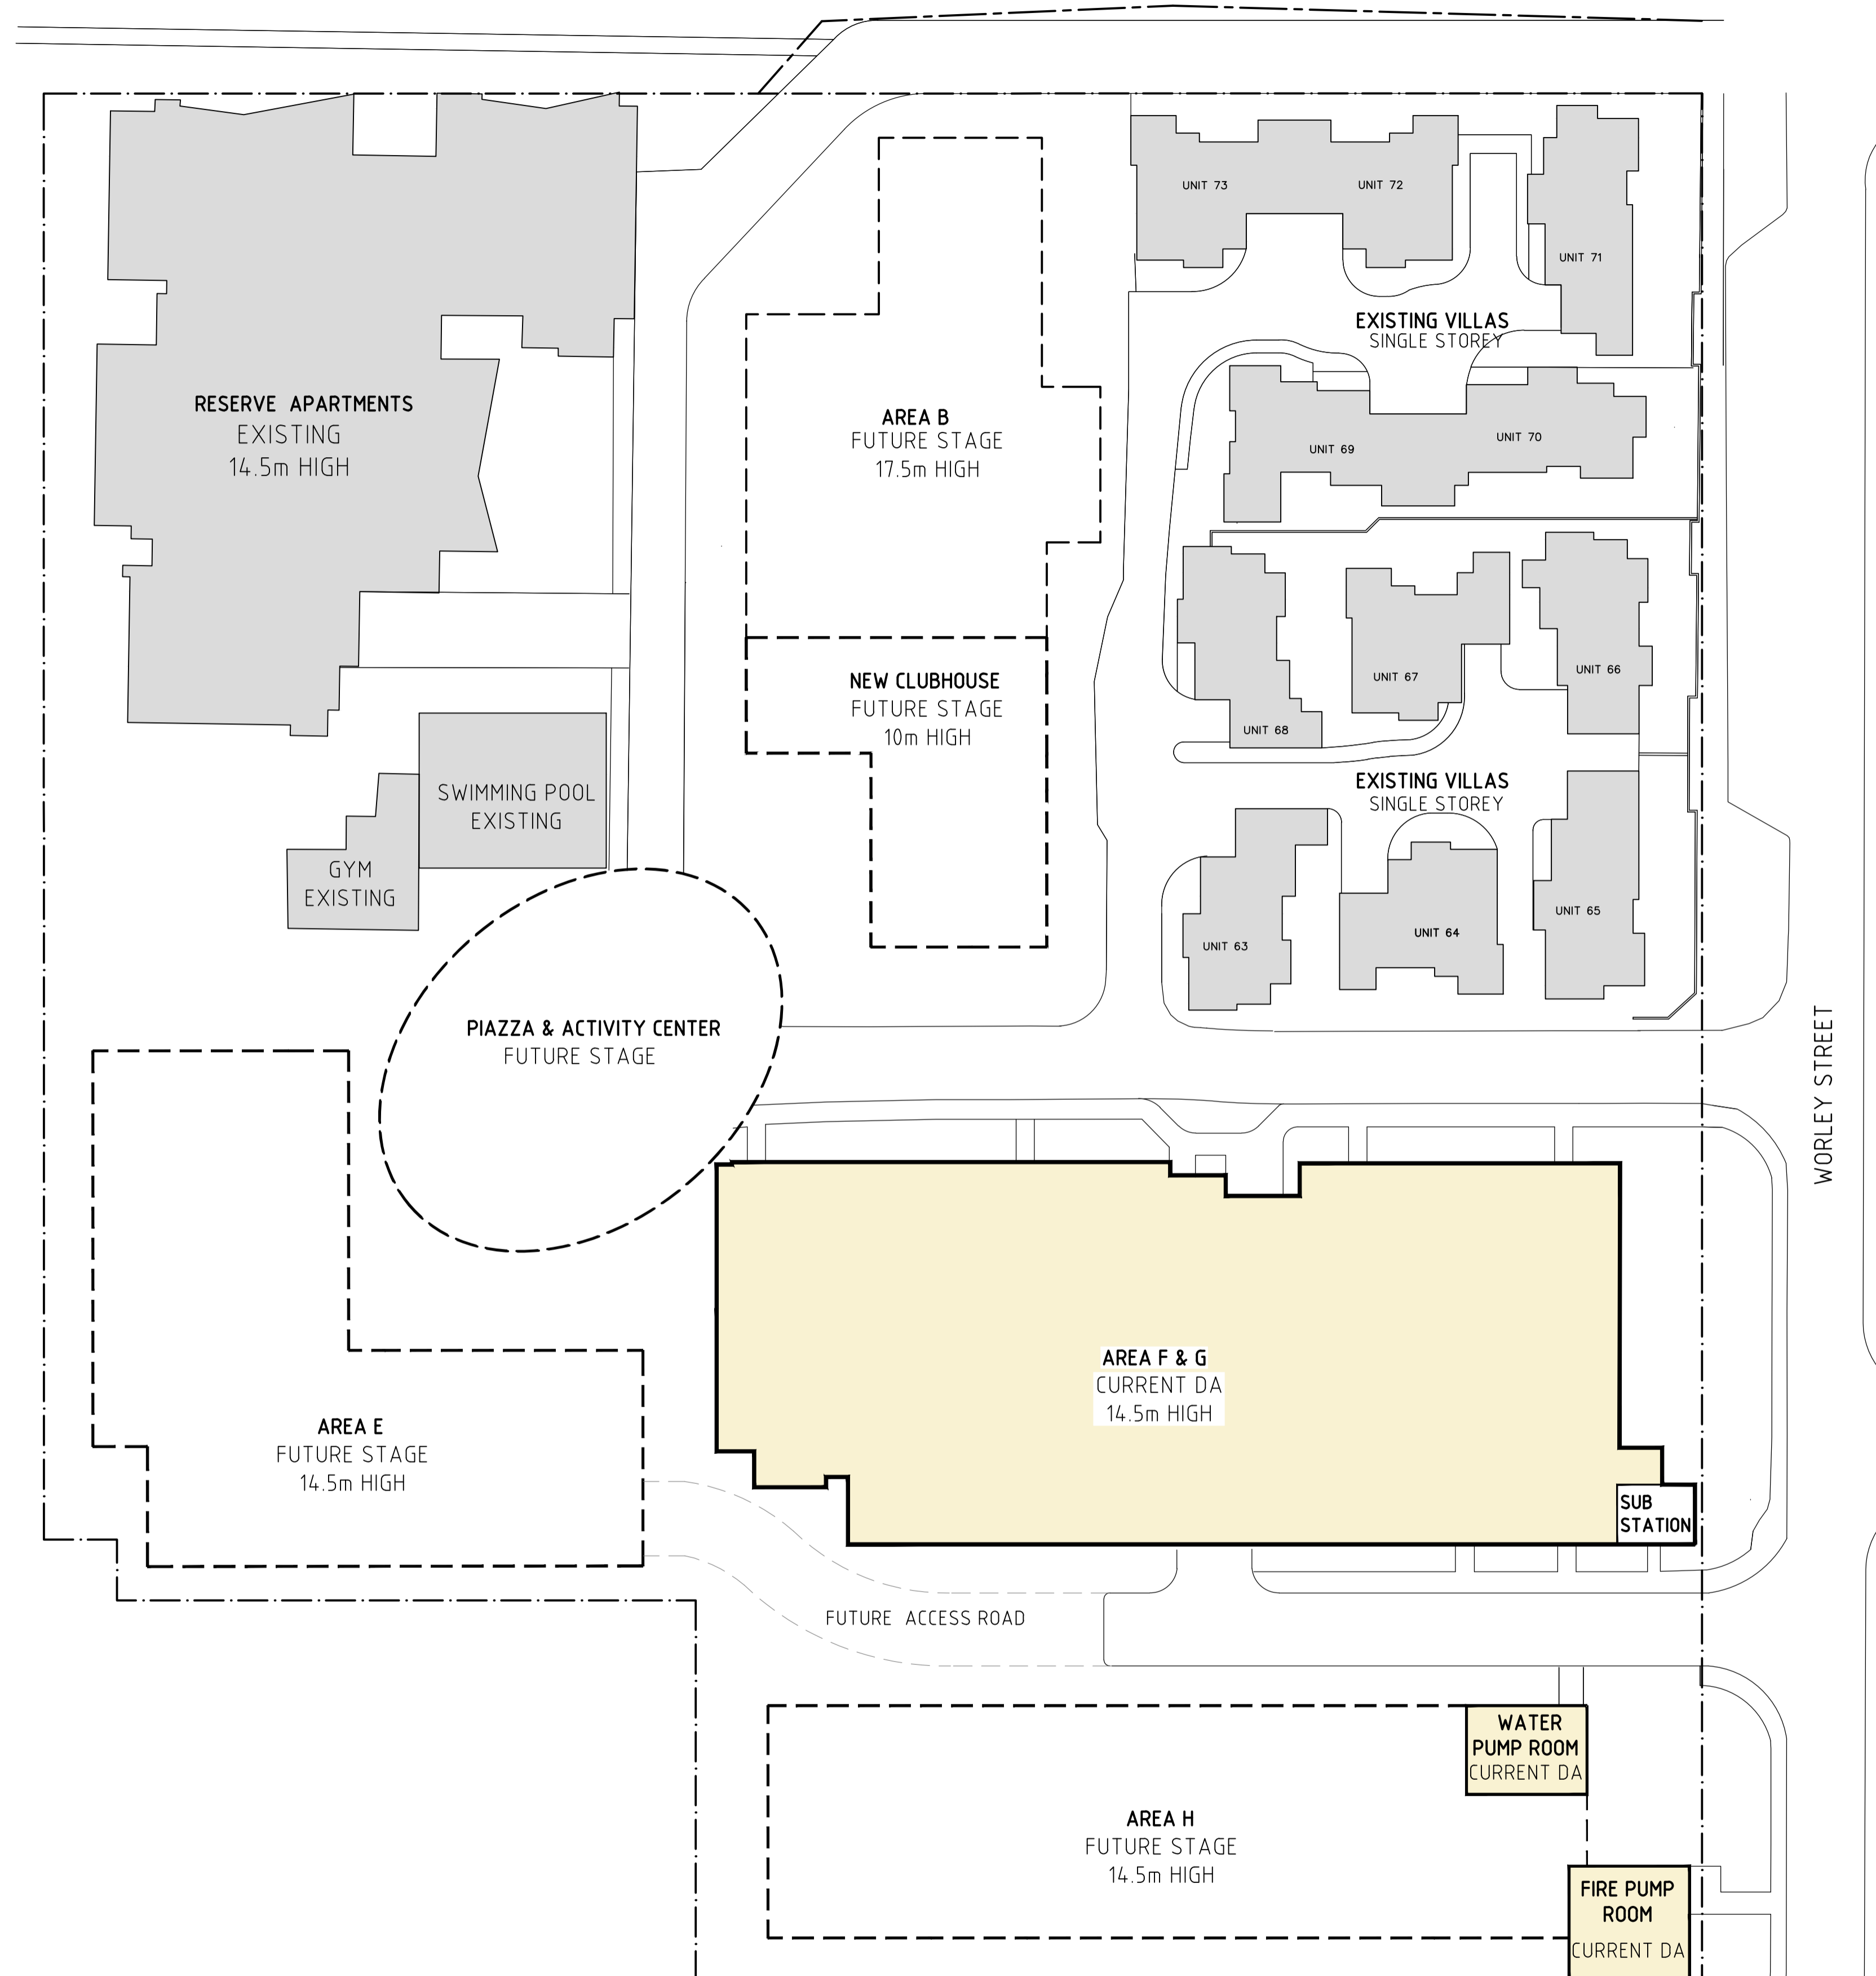 UNIT 73
UNIT 72
UNIT 71
EXISTING VILLAS
SINGLE STOREY
RESERVE APARTMENTS
EXISTING
14.5m HIGH
AREA B
FUTURE STAGE
17.5m HIGH
UNIT 69
UNIT 70
NEW CLUBHOUSE
FUTURE STAGE
10m HIGH
UNIT 68
UNIT 67
UNIT 66
SWIMMING POOL
EXISTING
GYM
EXISTING
EXISTING VILLAS
SINGLE STOREY
UNIT 63
UNIT 64
UNIT 65
PIAZZA & ACTIVITY CENTER
FUTURE STAGE
WORLEY STREET
AREA F & G
CURRENT DA
14.5m HIGH
AREA E
FUTURE STAGE
14.5m HIGH
SUB
STATION
FUTURE ACCESS ROAD
WATER
PUMP ROOM
CURRENT DA
AREA H
FUTURE STAGE
14.5m HIGH
FIRE PUMP
ROOM
CURRENT DA